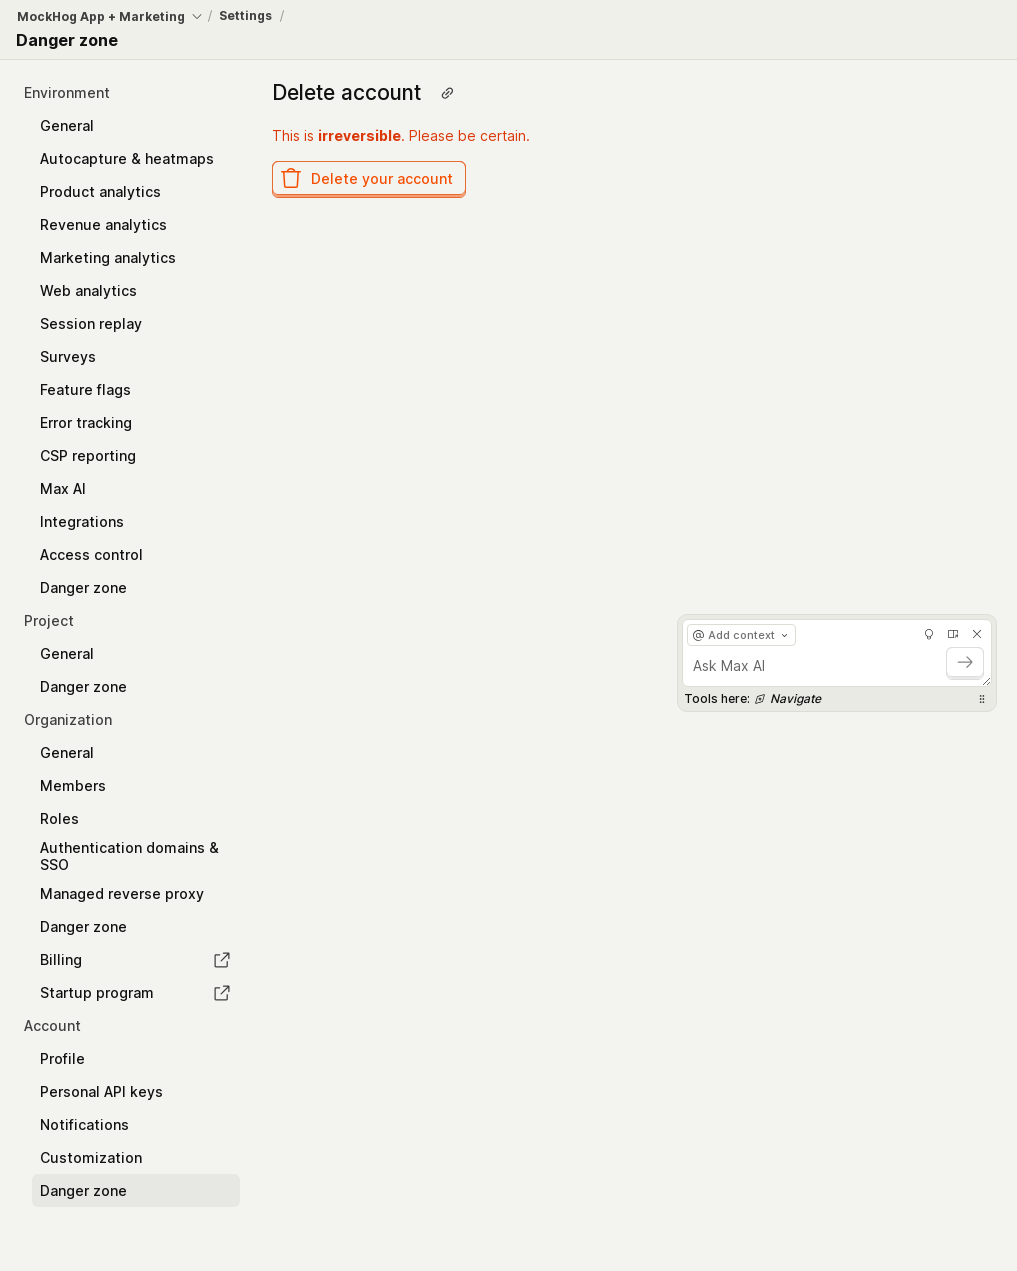 MockHog App + Marketing / Settings /
Danger zone
Environment
General
Autocapture & heatmaps
Product analytics
Revenue analytics
Marketing analytics
Web analytics
Session replay
Surveys
Feature flags
Error tracking
CSP reporting
Max AI
Integrations
Access control
Danger zone
Project
General
Danger zone
Organization
General
Members
Roles
Authentication domains &
SSO
Managed reverse proxy
Danger zone
Billing
Startup program
Account
Profile
Personal API keys
Notifications
Customization
Danger zone
Delete account
This is irreversible. Please be certain.
Delete your account
@ Add context
Ask Max AI
Tools here: Navigate